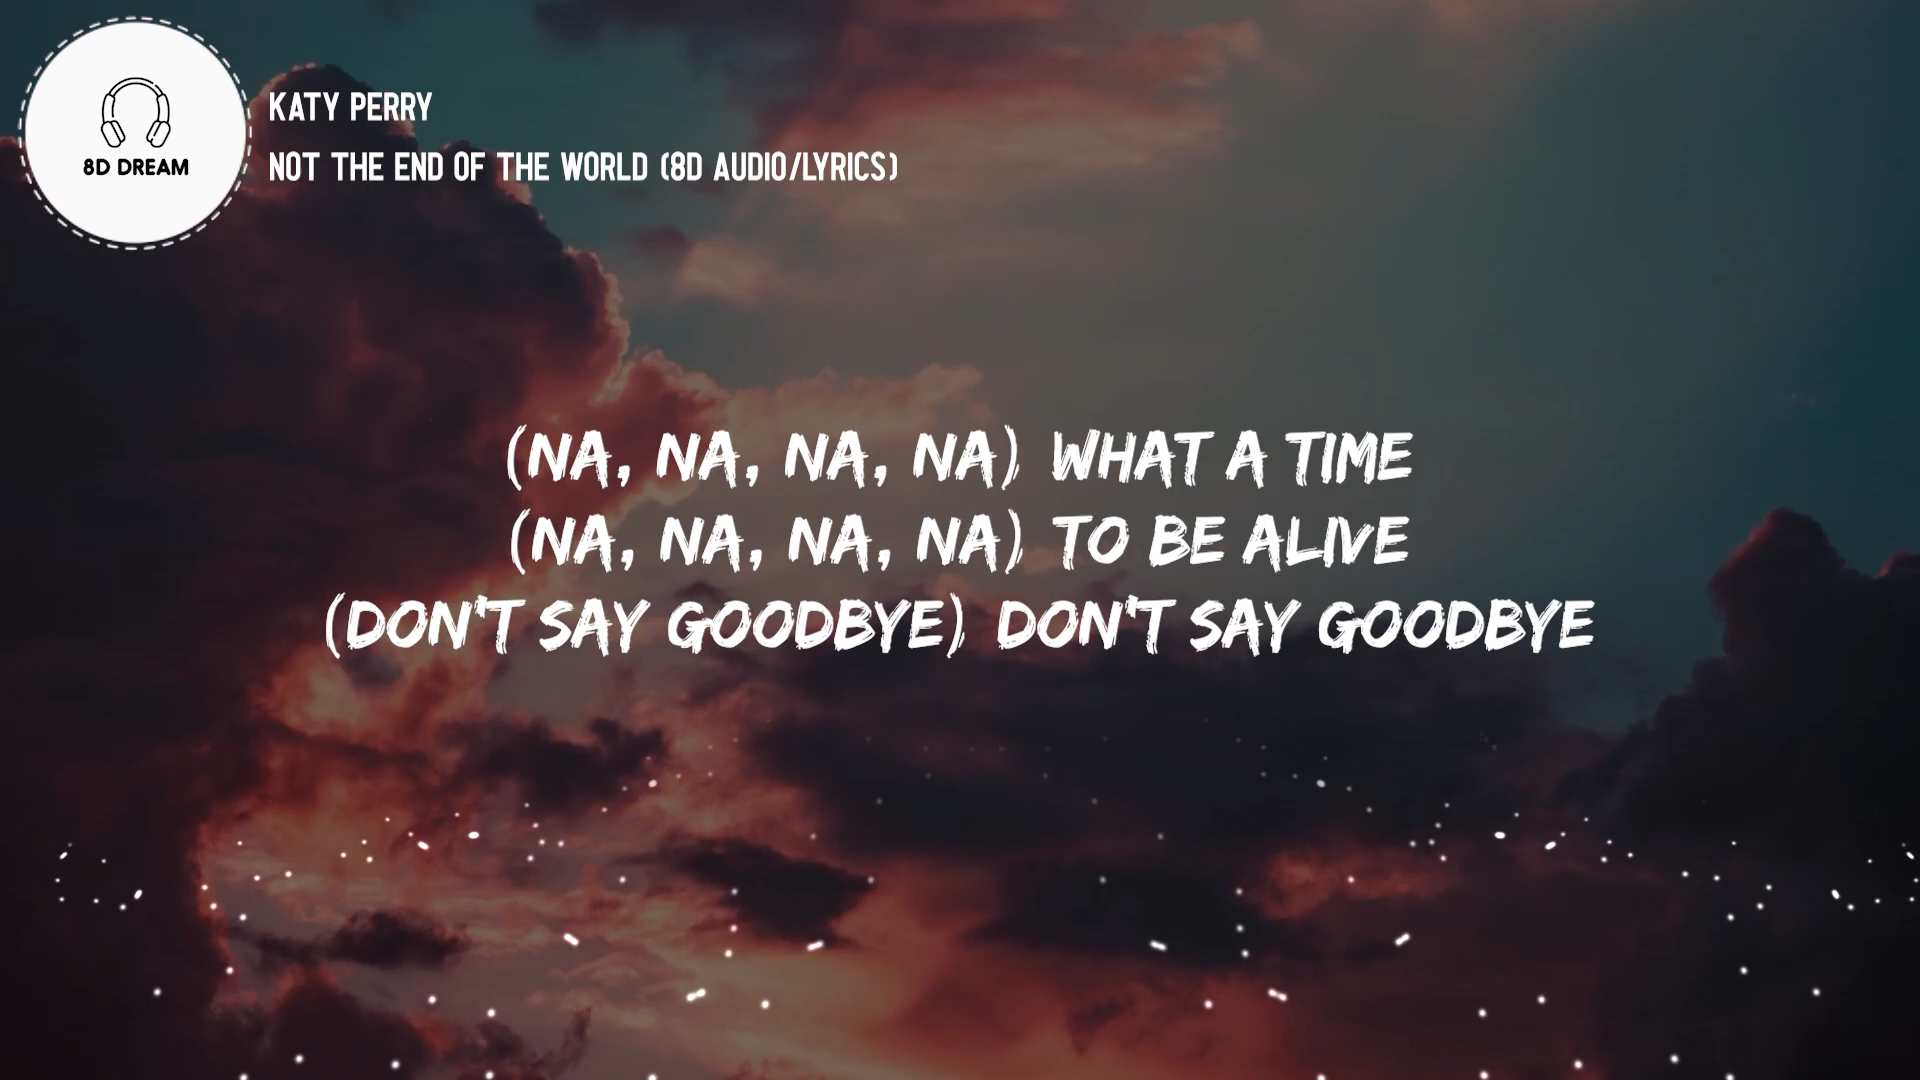 8D DREAM
KATY PERRY
NOT THE END OF THE WORLD (8D AUDIO/LYRICS)
(NA, NA, NA, NA) WHAT A TIME
(NA, NA, NA, NA) TO BE ALIVE
(DON'T SAY GOODBYE) DON'T SAY GOODBYE